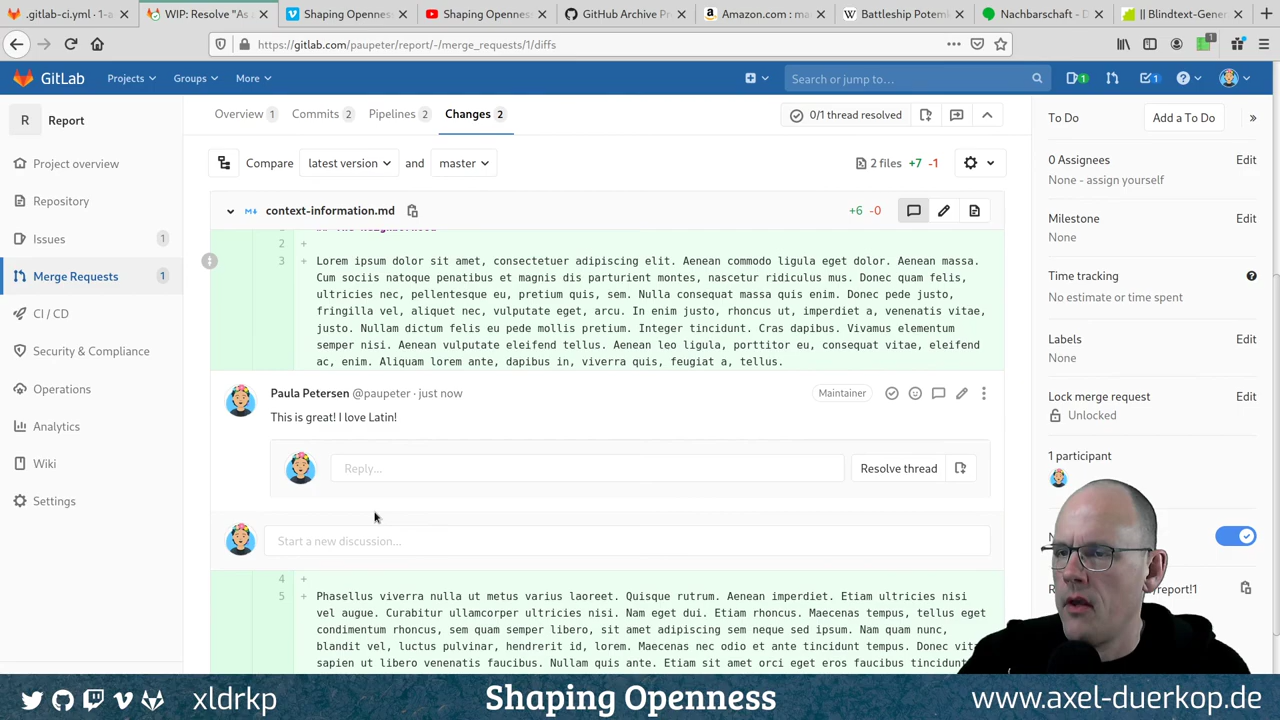 .gitlab-ci.yml · 1-a
WIP: Resolve "As a
Shaping Openness
Shaping Openness
GitHub Archive Pr
Amazon.com : ma
Battleship Potemk
Nachbarschaft - D
|| Blindtext-Gener
https://gitlab.com/paupeter/report/-/merge_requests/1/diffs
1
GitLab
Projects
Groups
More
Search or jump to...
1
1
R
Report
Project overview
Repository
Issues
1
Merge Requests
1
CI / CD
Security & Compliance
Operations
Analytics
Wiki
Settings
Overview 1
Commits 2
Pipelines 2
Changes 2
0/1 thread resolved
Compare
latest version
and
master
2 files +7 -1
context-information.md
+6 -0
2 +
3 + Lorem ipsum dolor sit amet, consectetuer adipiscing elit. Aenean commodo ligula eget dolor. Aenean massa.
Cum sociis natoque penatibus et magnis dis parturient montes, nascetur ridiculus mus. Donec quam felis,
ultricies nec, pellentesque eu, pretium quis, sem. Nulla consequat massa quis enim. Donec pede justo,
fringilla vel, aliquet nec, vulputate eget, arcu. In enim justo, rhoncus ut, imperdiet a, venenatis vitae,
justo. Nullam dictum felis eu pede mollis pretium. Integer tincidunt. Cras dapibus. Vivamus elementum
semper nisi. Aenean vulputate eleifend tellus. Aenean leo ligula, porttitor eu, consequat vitae, eleifend
ac, enim. Aliquam lorem ante, dapibus in, viverra quis, feugiat a, tellus.
Paula Petersen @paupeter · just now
Maintainer
This is great! I love Latin!
Reply...
Resolve thread
Start a new discussion...
4 +
5 + Phasellus viverra nulla ut metus varius laoreet. Quisque rutrum. Aenean imperdiet. Etiam ultricies nisi
vel augue. Curabitur ullamcorper ultricies nisi. Nam eget dui. Etiam rhoncus. Maecenas tempus, tellus eget
condimentum rhoncus, sem quam semper libero, sit amet adipiscing sem neque sed ipsum. Nam quam nunc,
blandit vel, luctus pulvinar, hendrerit id, lorem. Maecenas nec odio et ante tincidunt tempus. Donec
sapien ut libero venenatis faucibus. Nullam quis ante. Etiam sit amet orci eget eros faucibus tincidunt
To Do
Add a To Do
0 Assignees
Edit
None - assign yourself
Milestone
Edit
None
Time tracking
No estimate or time spent
Labels
Edit
None
Lock merge request
Edit
Unlocked
1 participant
report!1
xldrkp
Shaping Openness
www.axel-duerkop.de